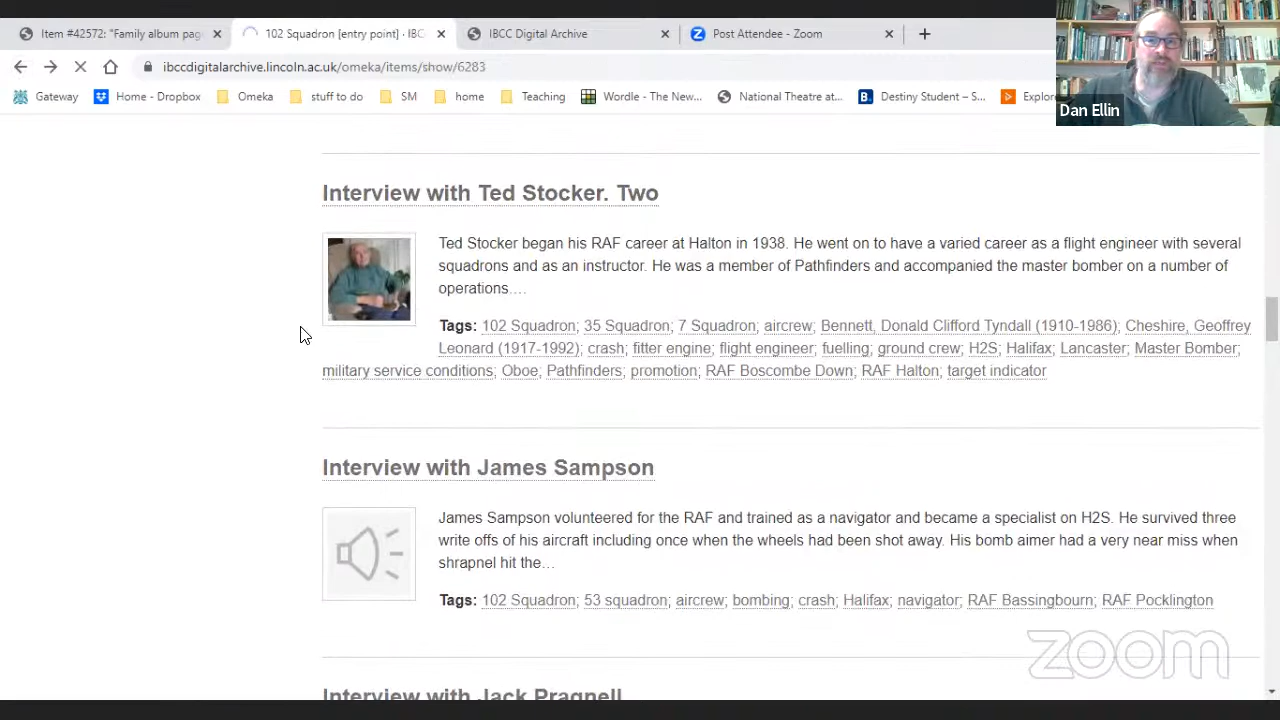 Item #42572: "Family album pag
102 Squadron [entry point] · IBC
IBCC Digital Archive
Post Attendee - Zoom
ibccdigitalarchive.lincoln.ac.uk/omeka/items/show/6283
Gateway
Home - Dropbox
Omeka
stuff to do
SM
home
Teaching
Wordle - The New...
National Theatre at...
Destiny Student – S...
Explor
Dan Ellin
Interview with Ted Stocker. Two
Ted Stocker began his RAF career at Halton in 1938. He went on to have a varied career as a flight engineer with several
squadrons and as an instructor. He was a member of Pathfinders and accompanied the master bomber on a number of
operations.…
Tags: 102 Squadron; 35 Squadron; 7 Squadron; aircrew; Bennett, Donald Clifford Tyndall (1910-1986); Cheshire, Geoffrey
Leonard (1917-1992); crash; fitter engine; flight engineer; fuelling; ground crew; H2S; Halifax; Lancaster; Master Bomber;
military service conditions; Oboe; Pathfinders; promotion; RAF Boscombe Down; RAF Halton; target indicator
Interview with James Sampson
James Sampson volunteered for the RAF and trained as a navigator and became a specialist on H2S. He survived three
write offs of his aircraft including once when the wheels had been shot away. His bomb aimer had a very near miss when
shrapnel hit the…
Tags: 102 Squadron; 53 squadron; aircrew; bombing; crash; Halifax; navigator; RAF Bassingbourn; RAF Pocklington
zoom
Interview with Jack Pragnell